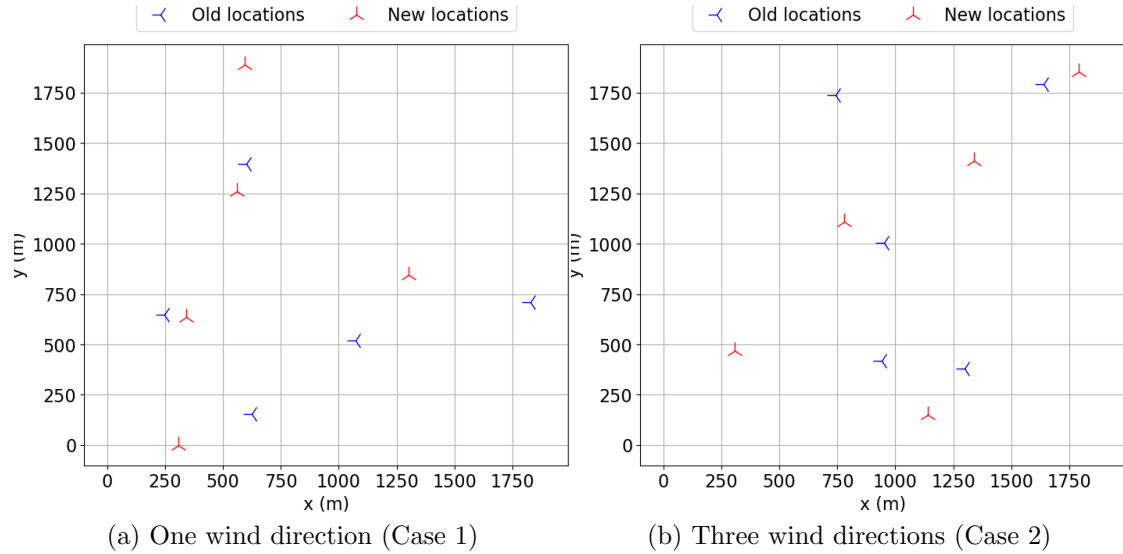 Old locations New locations
1750
1500
1250
1000
750
500
250
0
y (m)
0 250 500 750 1000 1250 1500 1750
x (m)
(a) One wind direction (Case 1)
Old locations New locations
1750
1500
1250
1000
750
500
250
0
y (m)
0 250 500 750 1000 1250 1500 1750
x (m)
(b) Three wind directions (Case 2)